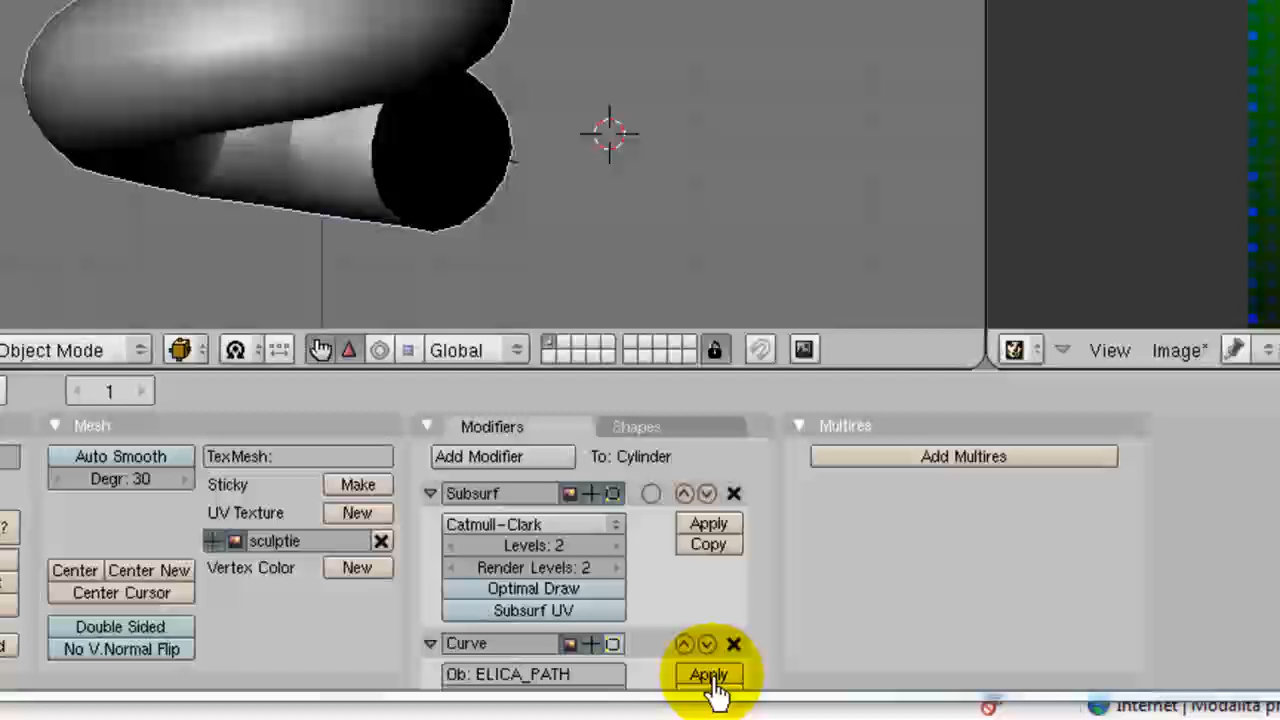 Object Mode
Global
View Image*
1
Mesh
Modifiers
Shapes
Multires
Auto Smooth
TexMesh:
Add Modifier
To: Cylinder
Add Multires
Degr: 30
Sticky
Make
Subsurf
UV Texture
New
Catmull-Clark
Apply
sculptie
Levels: 2
Copy
Center
Center New
Vertex Color
New
Render Levels: 2
Center Cursor
Optimal Draw
Subsurf UV
Double Sided
No V.Normal Flip
Curve
Ob: ELICA_PATH
Apply
Internet | Modalità p